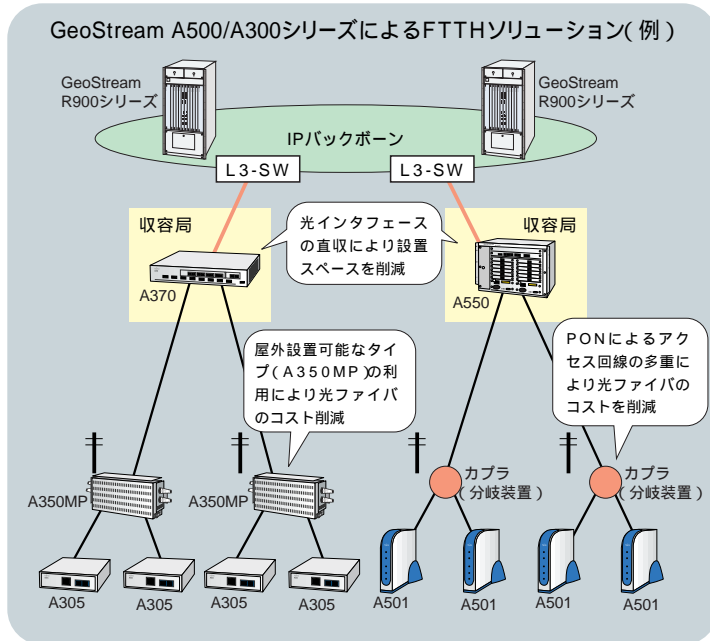 GeoStream A500/A300シリーズによるFTTHソリューション(例)
GeoStream
R900シリーズ
GeoStream
R900シリーズ
IPバックボーン
L3-SW
L3-SW
収容局
光インタフェース
の直収により設置
スペースを削減
収容局
A370
A550
屋外設置可能なタイ
プ(A350MP)の利
用により光ファイバ
のコスト削減
PONによるアク
セス回線の多重に
より光ファイバの
コストを削減
A350MP
A350MP
カプラ
(分岐装置)
カプラ
(分岐装置)
A305
A305
A305
A305
A501
A501
A501
A501